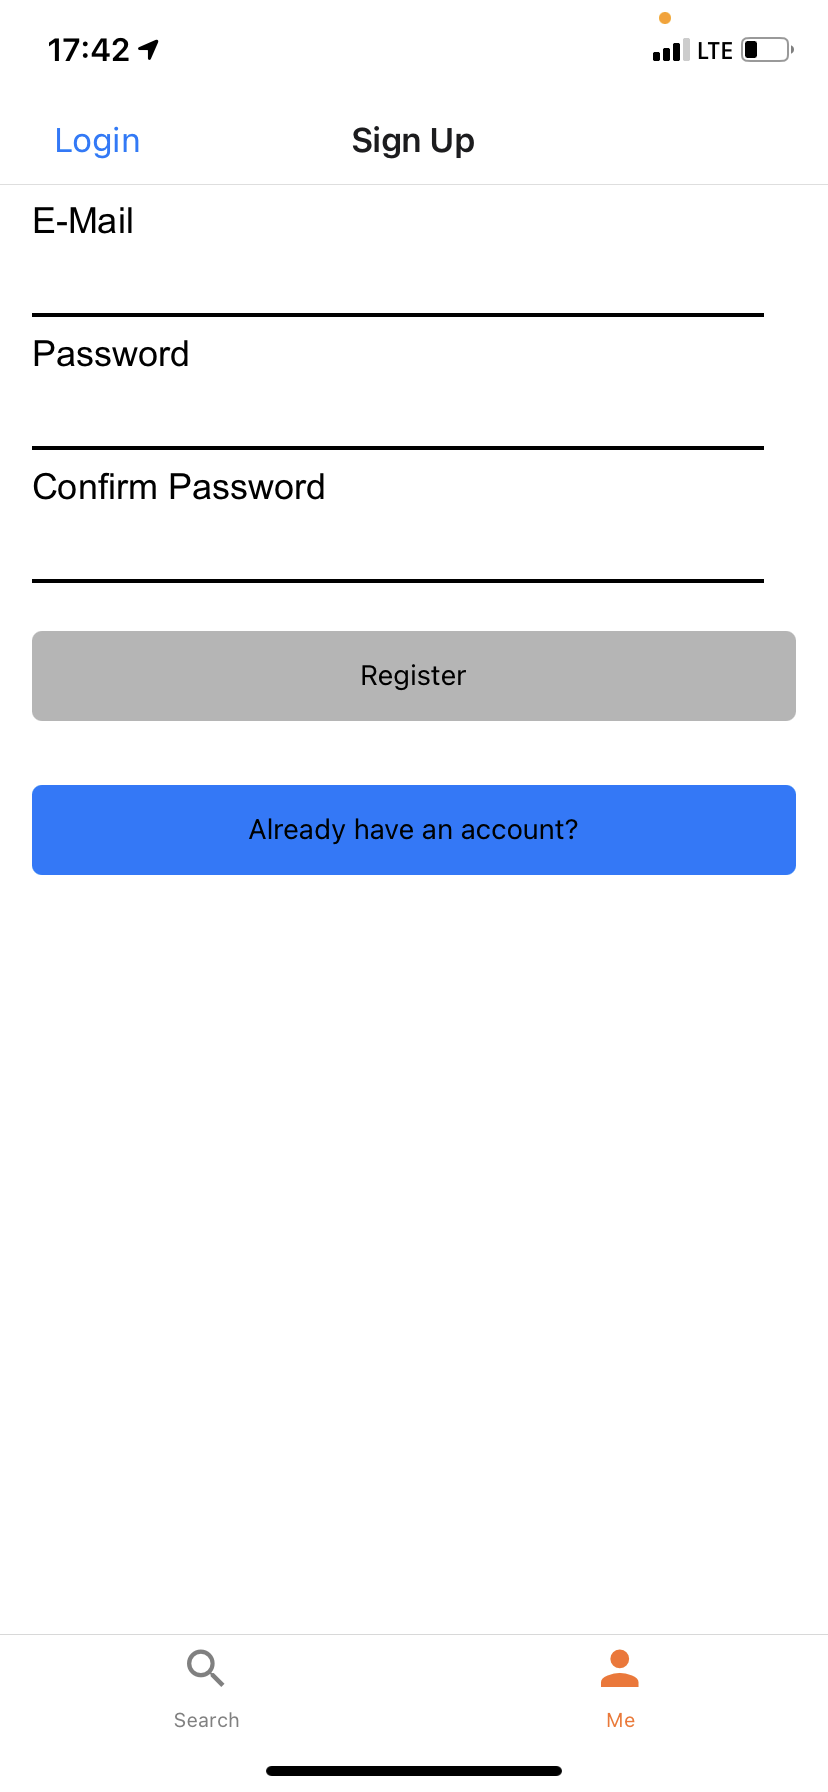 17:42 LTE
Login Sign Up
E-Mail
Password
Confirm Password
Register
Already have an account?
Search Me